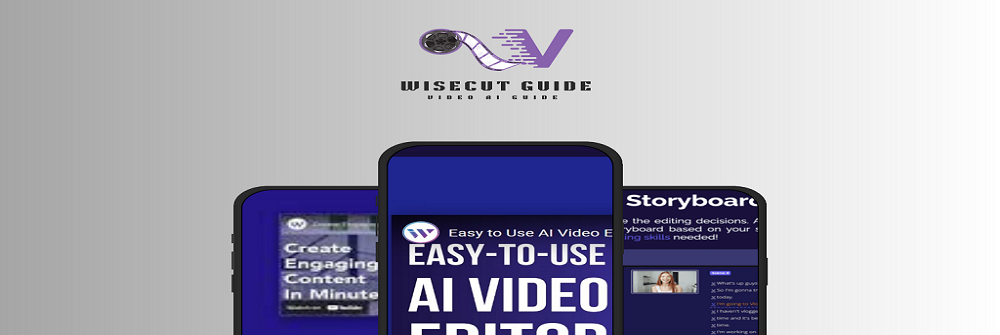 WISECUT GUIDE
VIDEO AI GUIDE
Create
Engaging
Content
In Minute
YouTube
Easy to Use AI Video E
EASY-TO-USE
AI VIDEO
EDITOR
Storyboard
e the editing decisions. A
ryboard based on your s
ing skills needed!
What's up guys
So I'm gonna
today.
I'm going to
I haven't
time and it's
time.
I'm working on